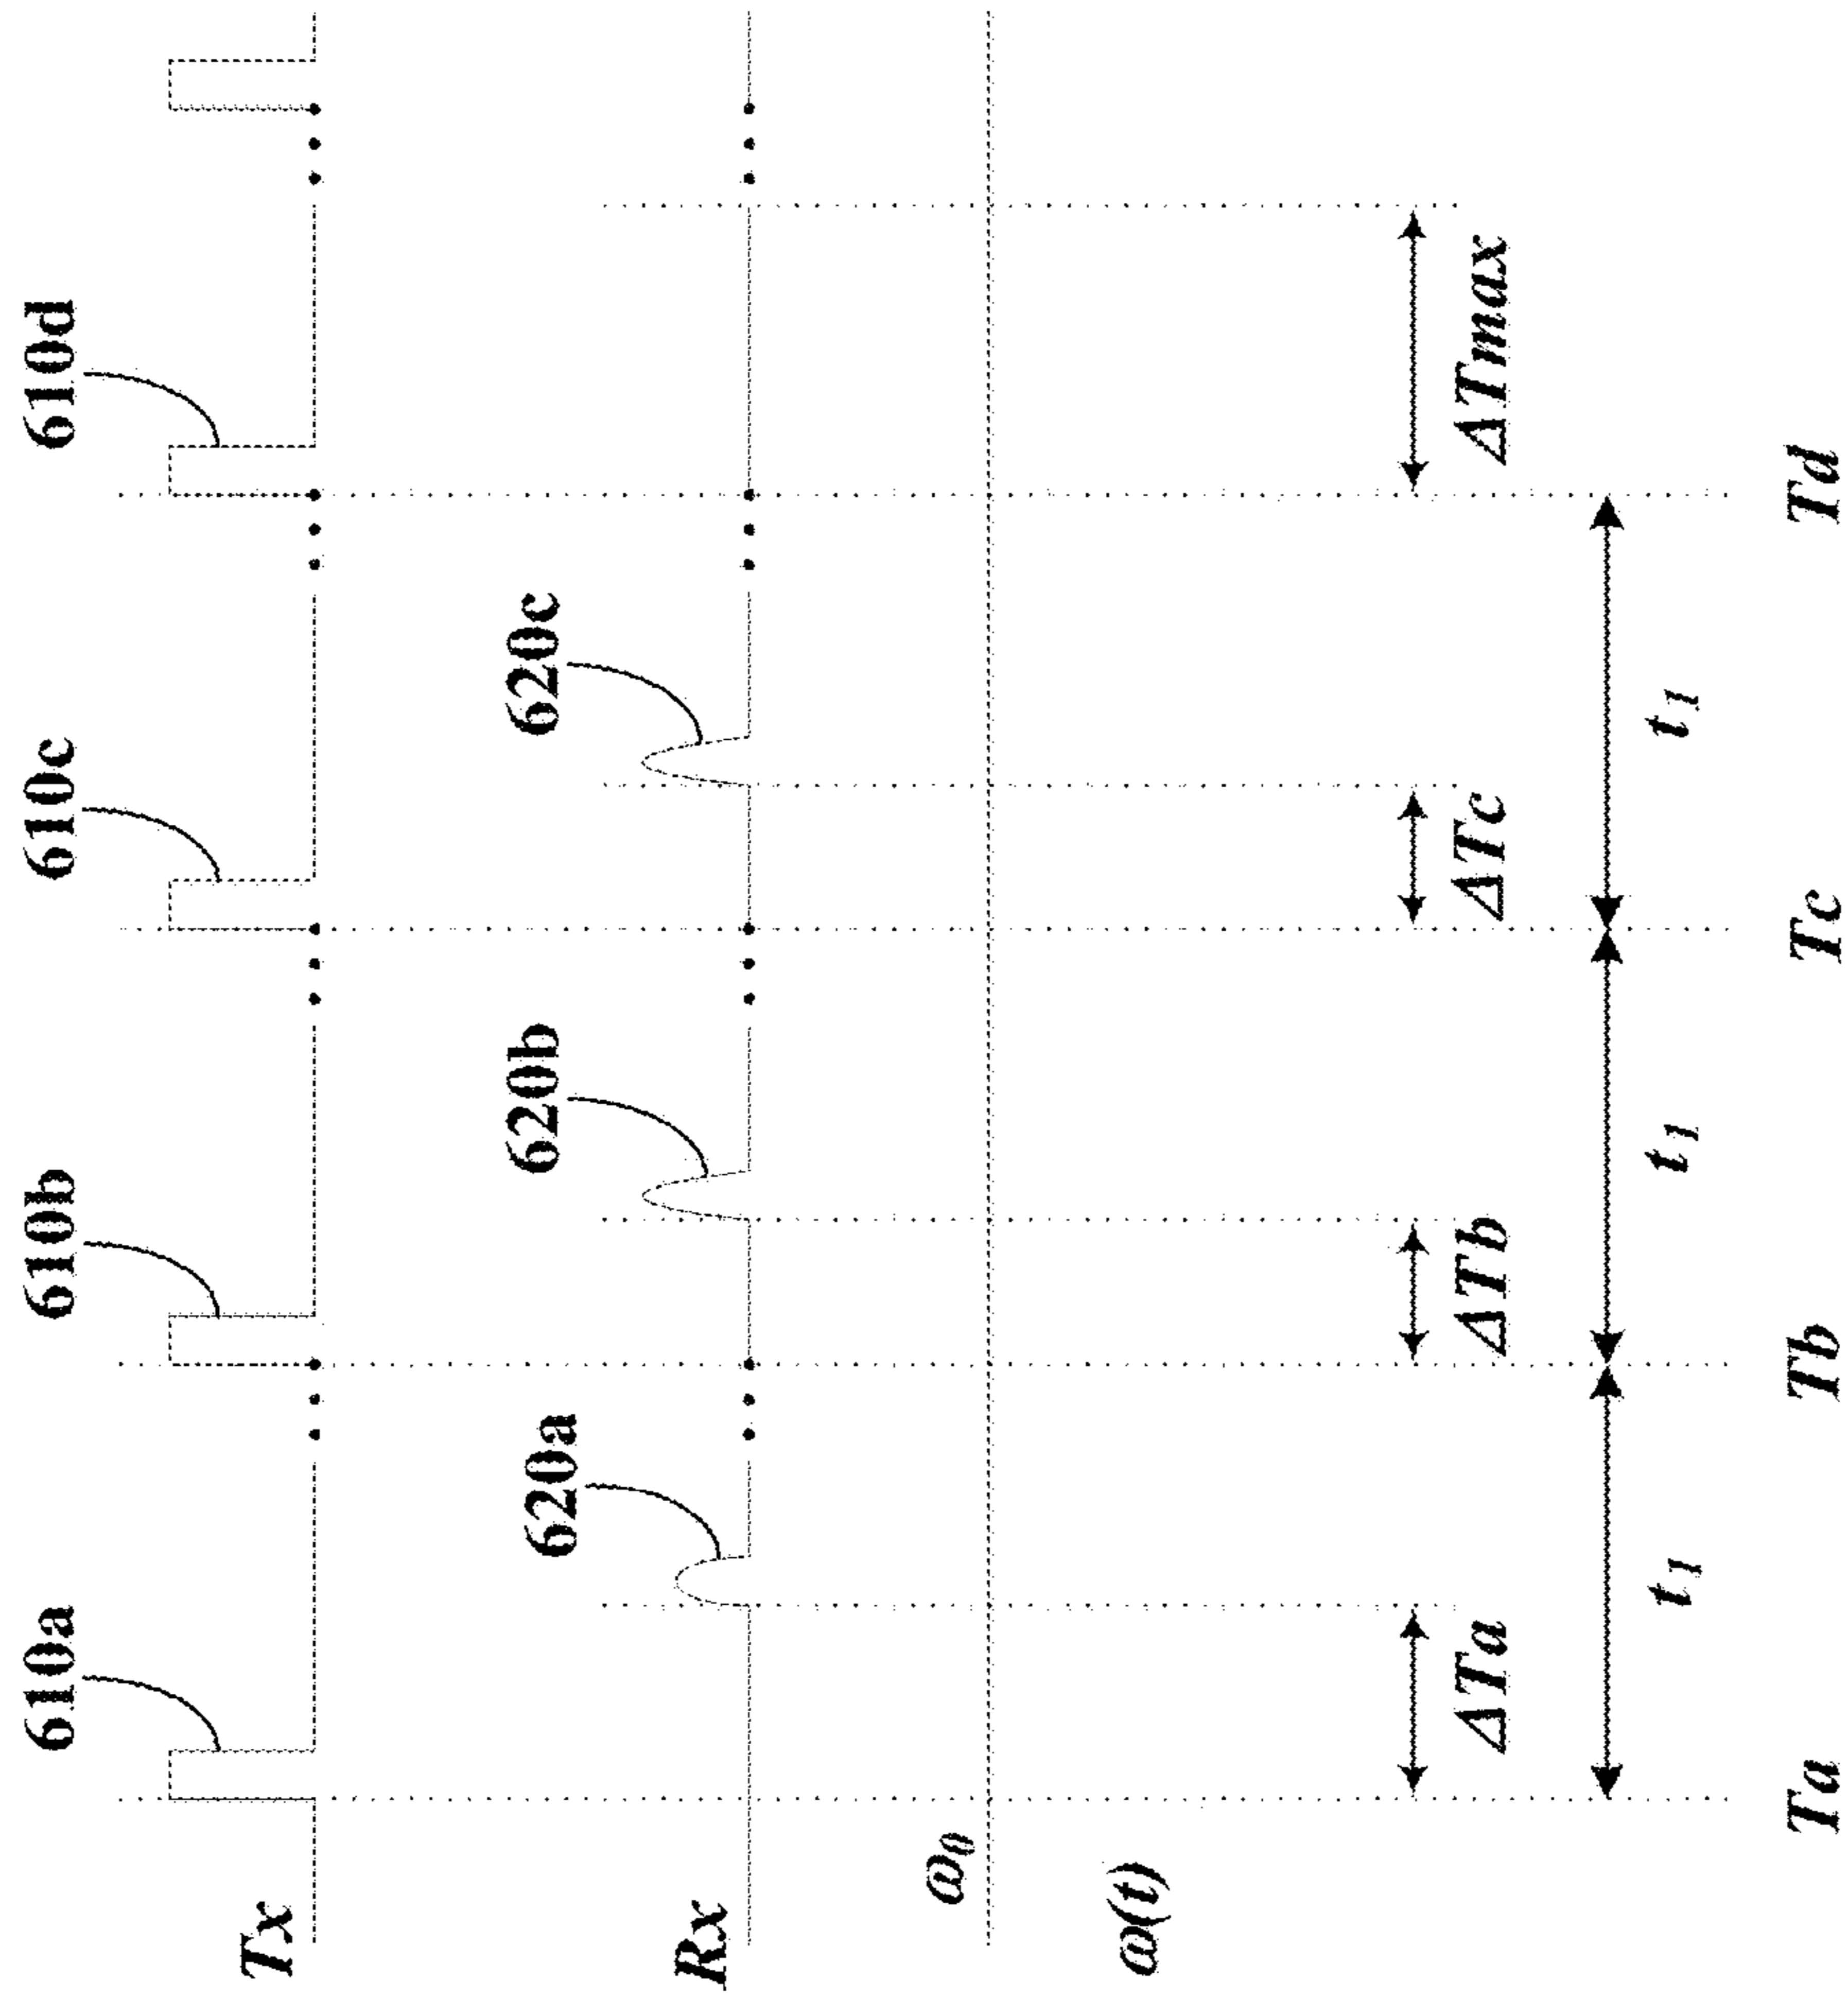 610a 610b 610c 610d
Tx
620a 620b 620c
Rx
ω₀
ω(t)
ΔTa ΔTb ΔTc ΔTmax
t₁ t₁ t₁
Ta Tb Tc Td